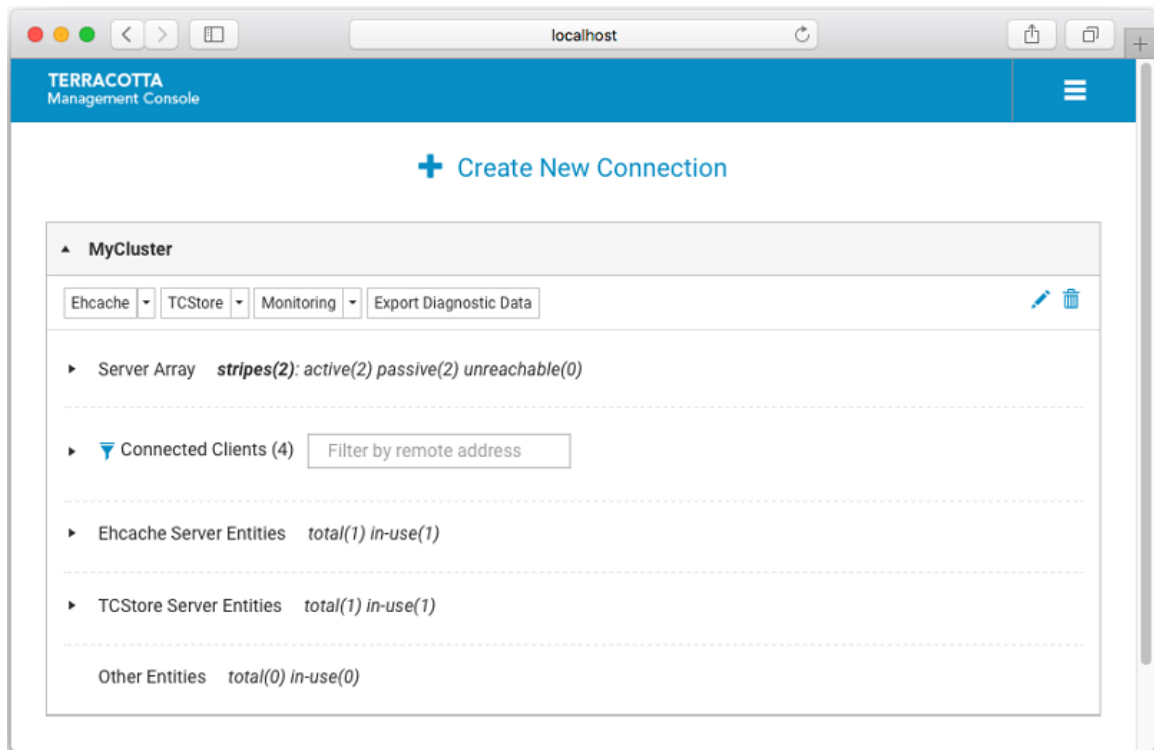 localhost
TERRACOTTA
Management Console
Create New Connection
MyCluster
Ehcache TCStore Monitoring Export Diagnostic Data
Server Array stripes(2): active(2) passive(2) unreachable(0)
Connected Clients (4) Filter by remote address
Ehcache Server Entities total(1) in-use(1)
TCStore Server Entities total(1) in-use(1)
Other Entities total(0) in-use(0)